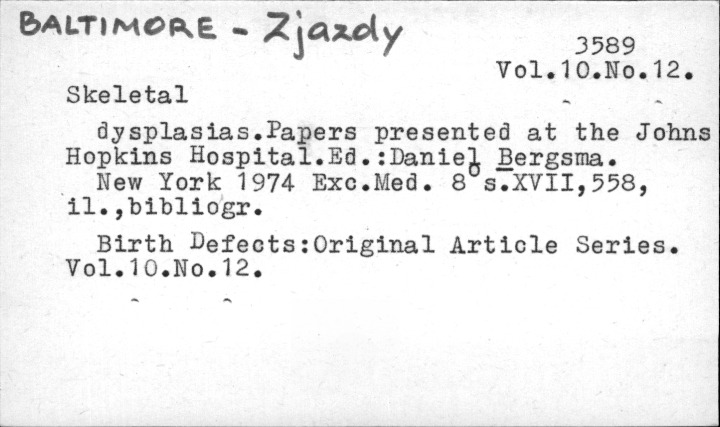 BALTIMORE - Zjazdy
3589
Vol.10.No.12.
Skeletal
dysplasias.Papers presented at the Johns
Hopkins Hospital.Ed.:Daniel Bergsma.
New York 1974 Exc.Med. 8° s.XVII,558,
il.,bibliogr.
Birth Defects:Original Article Series.
Vol.10.No.12.